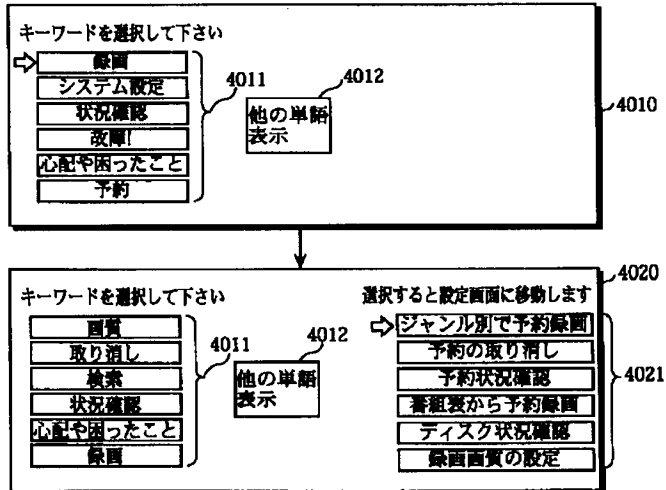 キーワードを選択して下さい
録画
システム設定
状況確認
故障!
心配や困ったこと
予約
4011
4012
他の単語
表示
4010
4020
キーワードを選択して下さい
選択すると設定画面に移動します
画質
取り消し
検索
状況確認
心配や困ったこと
録画
4011
4012
他の単語
表示
ジャンル別で予約録画
予約の取り消し
予約状況確認
番組表から予約録画
ディスク状況確認
録画画質の設定
4021